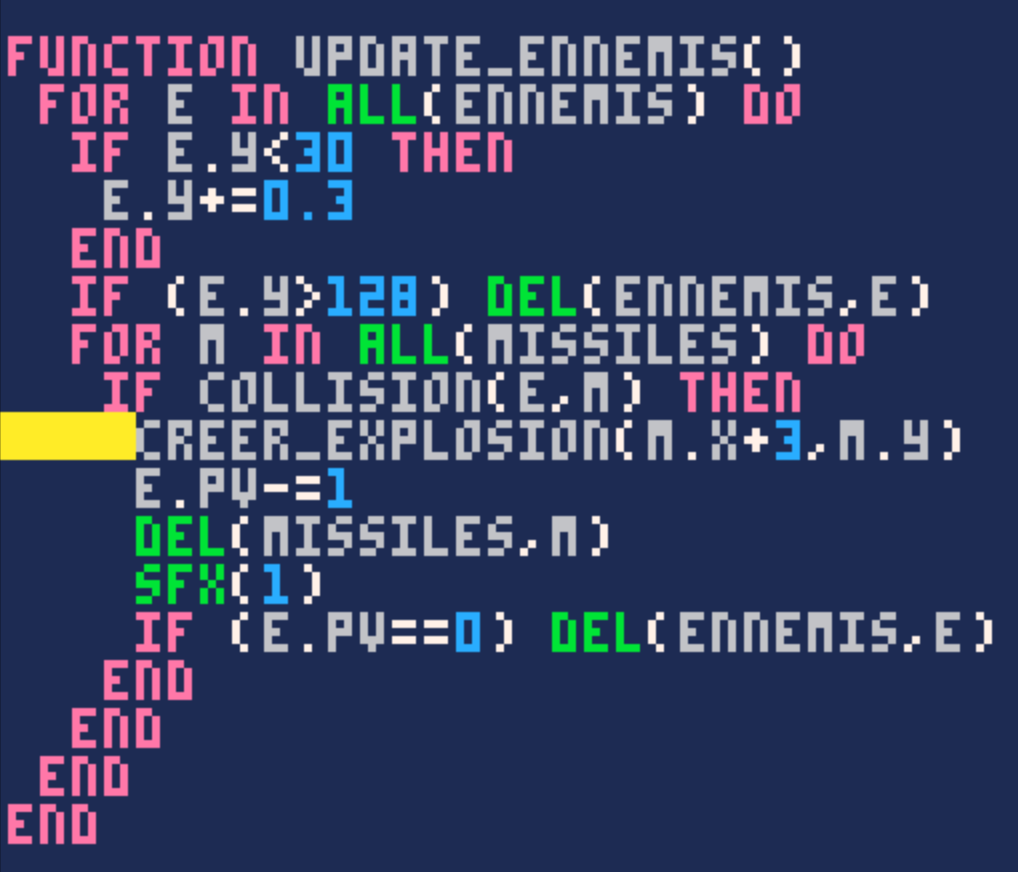 FUNCTION UPDATE_ENNEMIS()
 FOR E IN ALL(ENNEMIS) DO
  IF E.Y<30 THEN
   E.Y+=0.3
  END
  IF (E.Y>128) DEL(ENNEMIS,E)
  FOR M IN ALL(MISSILES) DO
   IF COLLISION(E,M) THEN
    CREER_EXPLOSION(M.X+3,M.Y)
    E.PV-=1
    DEL(MISSILES,M)
    SFX(1)
    IF (E.PV==0) DEL(ENNEMIS,E)
   END
  END
 END
END